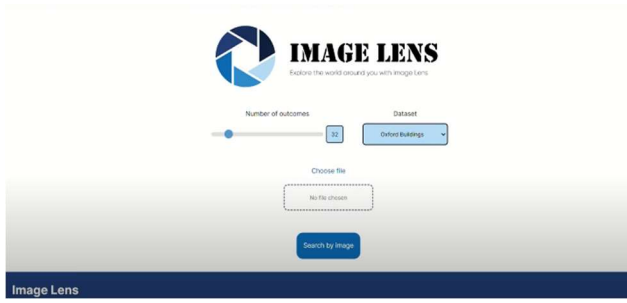 IMAGE LENS
Explore the world around you with Image Lens
Number of outcomes
Dataset
32
Oxford Buildings
Choose file
No file chosen
Search by Image
Image Lens